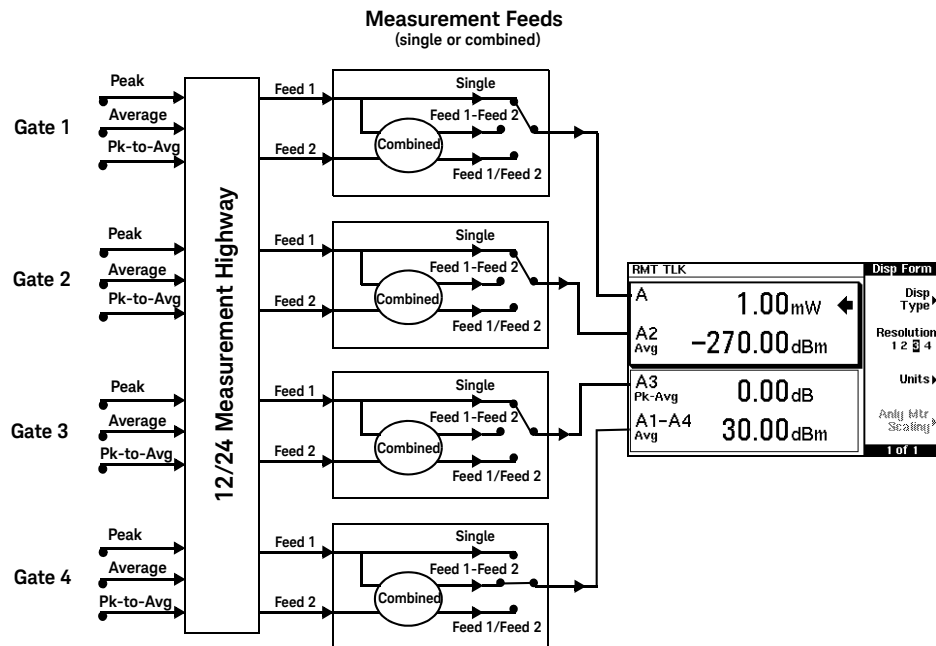 Measurement Feeds
(single or combined)
Gate 1
Peak
Average
Pk-to-Avg
Feed 1
Feed 2
Single
Feed 1-Feed 2
Combined
Feed 1/Feed 2
12/24 Measurement Highway
Gate 2
Peak
Average
Pk-to-Avg
Feed 1
Feed 2
Single
Feed 1-Feed 2
Combined
Feed 1/Feed 2
Gate 3
Peak
Average
Pk-to-Avg
Feed 1
Feed 2
Single
Feed 1-Feed 2
Combined
Feed 1/Feed 2
Gate 4
Peak
Average
Pk-to-Avg
Feed 1
Feed 2
Single
Feed 1-Feed 2
Combined
Feed 1/Feed 2
RMT TLK
A 1.00mW
A2 Avg -270.00dBm
A3 Pk-Avg 0.00dB
A1-A4 Avg 30.00dBm
Disp Form
Disp
Type
Resolution
1 2 3 4
Units
Anlg Mtr
Scaling
1 of 1